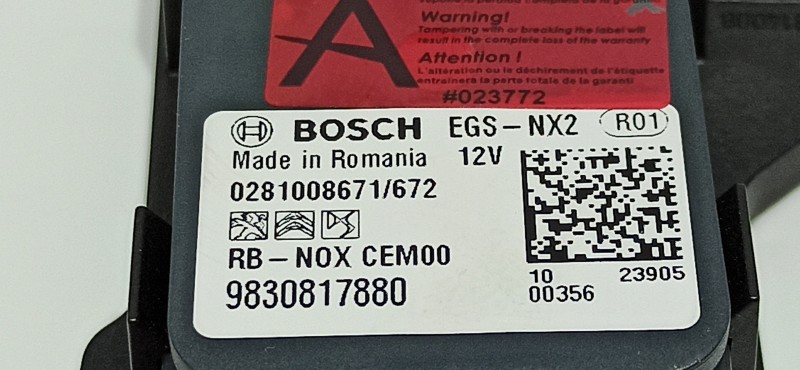 Warning!
Tampering with or breaking the label will
result in the complete loss of the warranty
Attention !
L'altération ou le déchirement de l'étiquette
entraînera la perte totale de la garantí
#023772
BOSCH EGS-NX2 R01
Made in Romania 12V
0281008671/672
RB-NOX CEM00
9830817880
10 23905
00356